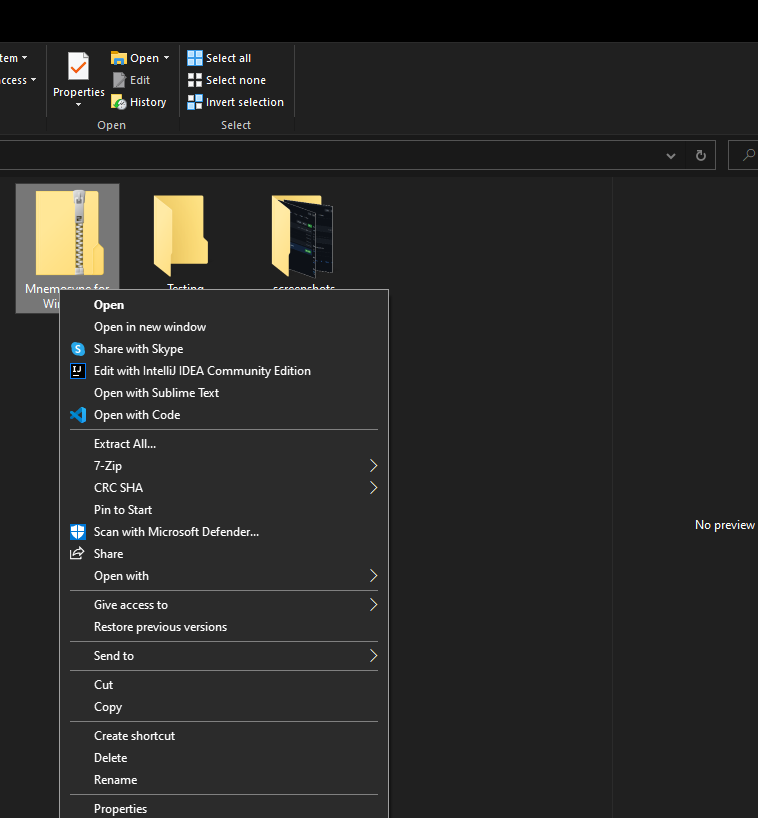 tem
ccess
Properties
Open
Edit
History
Open
Select all
Select none
Invert selection
Select
Mnemosyne for
Testing
screenshots
Open
Open in new window
Share with Skype
Edit with IntelliJ IDEA Community Edition
Open with Sublime Text
Open with Code
Extract All...
7-Zip
CRC SHA
Pin to Start
Scan with Microsoft Defender...
Share
Open with
Give access to
Restore previous versions
Send to
Cut
Copy
Create shortcut
Delete
Rename
Properties
No preview